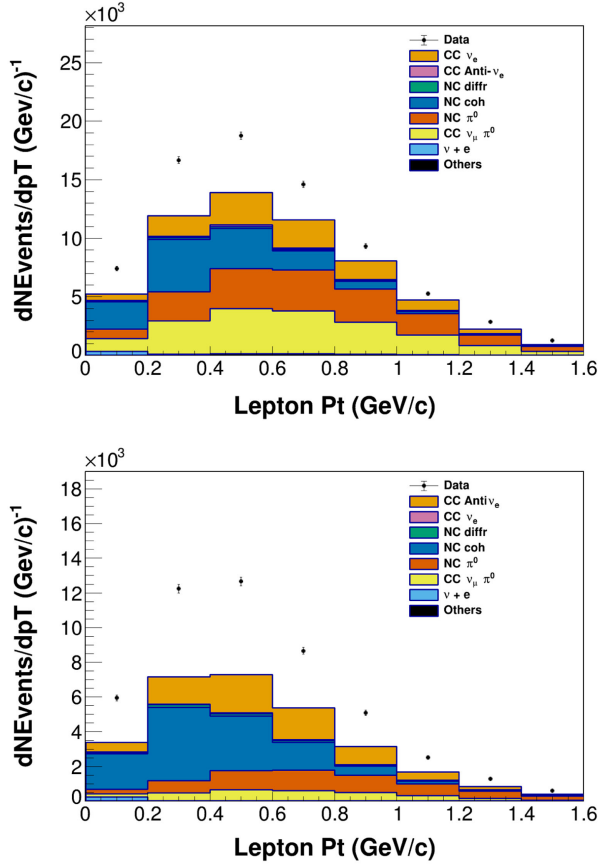 ×10³
dNEvents/dpT (Gev/c)⁻¹
25
20
15
10
5
0
Data
CC νe
CC Anti-νe
NC diffr
NC coh
NC π⁰
CC νμ π⁰
ν + e
Others
0 0.2 0.4 0.6 0.8 1 1.2 1.4 1.6
Lepton Pt (GeV/c)
×10³
dNEvents/dpT (Gev/c)⁻¹
18
16
14
12
10
8
6
4
2
0
Data
CC Anti νe
CC νe
NC diffr
NC coh
NC π⁰
CC νμ π⁰
ν + e
Others
0 0.2 0.4 0.6 0.8 1 1.2 1.4 1.6
Lepton Pt (GeV/c)